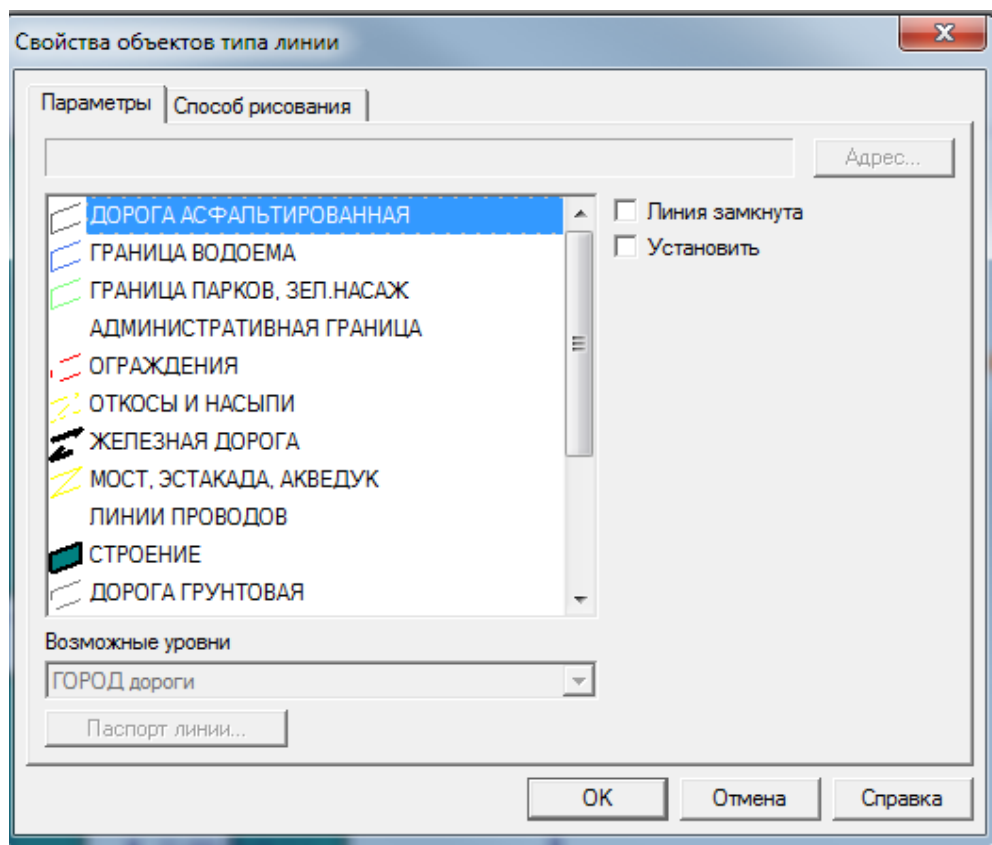 Свойства объектов типа линии
Параметры
Способ рисования
Адрес...
ДОРОГА АСФАЛЬТИРОВАННАЯ
ГРАНИЦА ВОДОЕМА
ГРАНИЦА ПАРКОВ, ЗЕЛ.НАСАЖ
АДМИНИСТРАТИВНАЯ ГРАНИЦА
ОГРАЖДЕНИЯ
ОТКОСЫ И НАСЫПИ
ЖЕЛЕЗНАЯ ДОРОГА
МОСТ, ЭСТАКАДА, АКВЕДУК
ЛИНИИ ПРОВОДОВ
СТРОЕНИЕ
ДОРОГА ГРУНТОВАЯ
Линия замкнута
Установить
Возможные уровни
ГОРОД дороги
Паспорт линии...
OK
Отмена
Справка